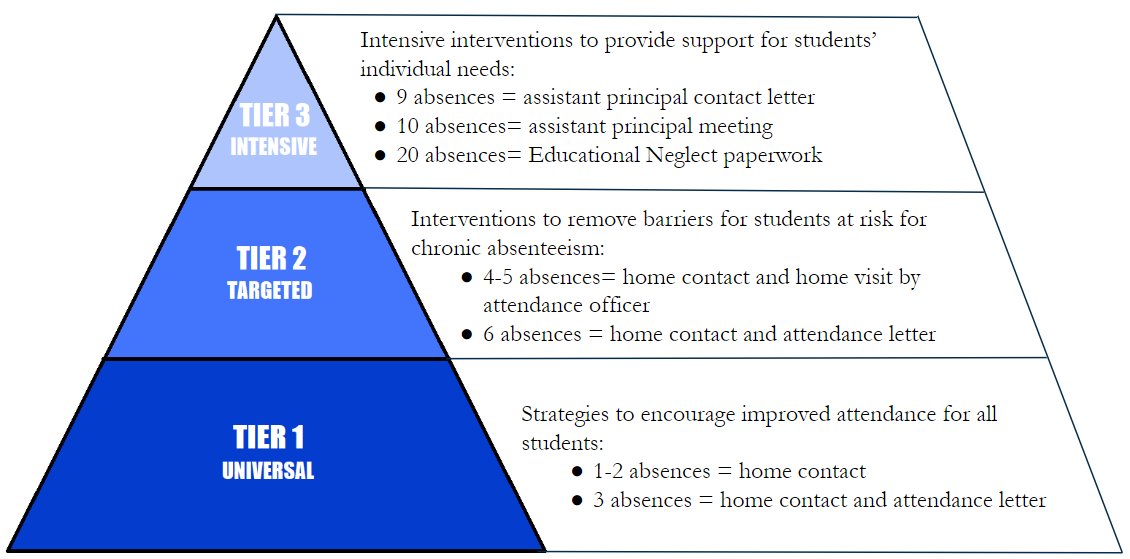 TIER 3
INTENSIVE
Intensive interventions to provide support for students’
individual needs:
● 9 absences = assistant principal contact letter
● 10 absences= assistant principal meeting
● 20 absences= Educational Neglect paperwork
TIER 2
TARGETED
Interventions to remove barriers for students at risk for
chronic absenteeism:
● 4-5 absences= home contact and home visit by
attendance officer
● 6 absences = home contact and attendance letter
TIER 1
UNIVERSAL
Strategies to encourage improved attendance for all
students:
● 1-2 absences = home contact
● 3 absences = home contact and attendance letter